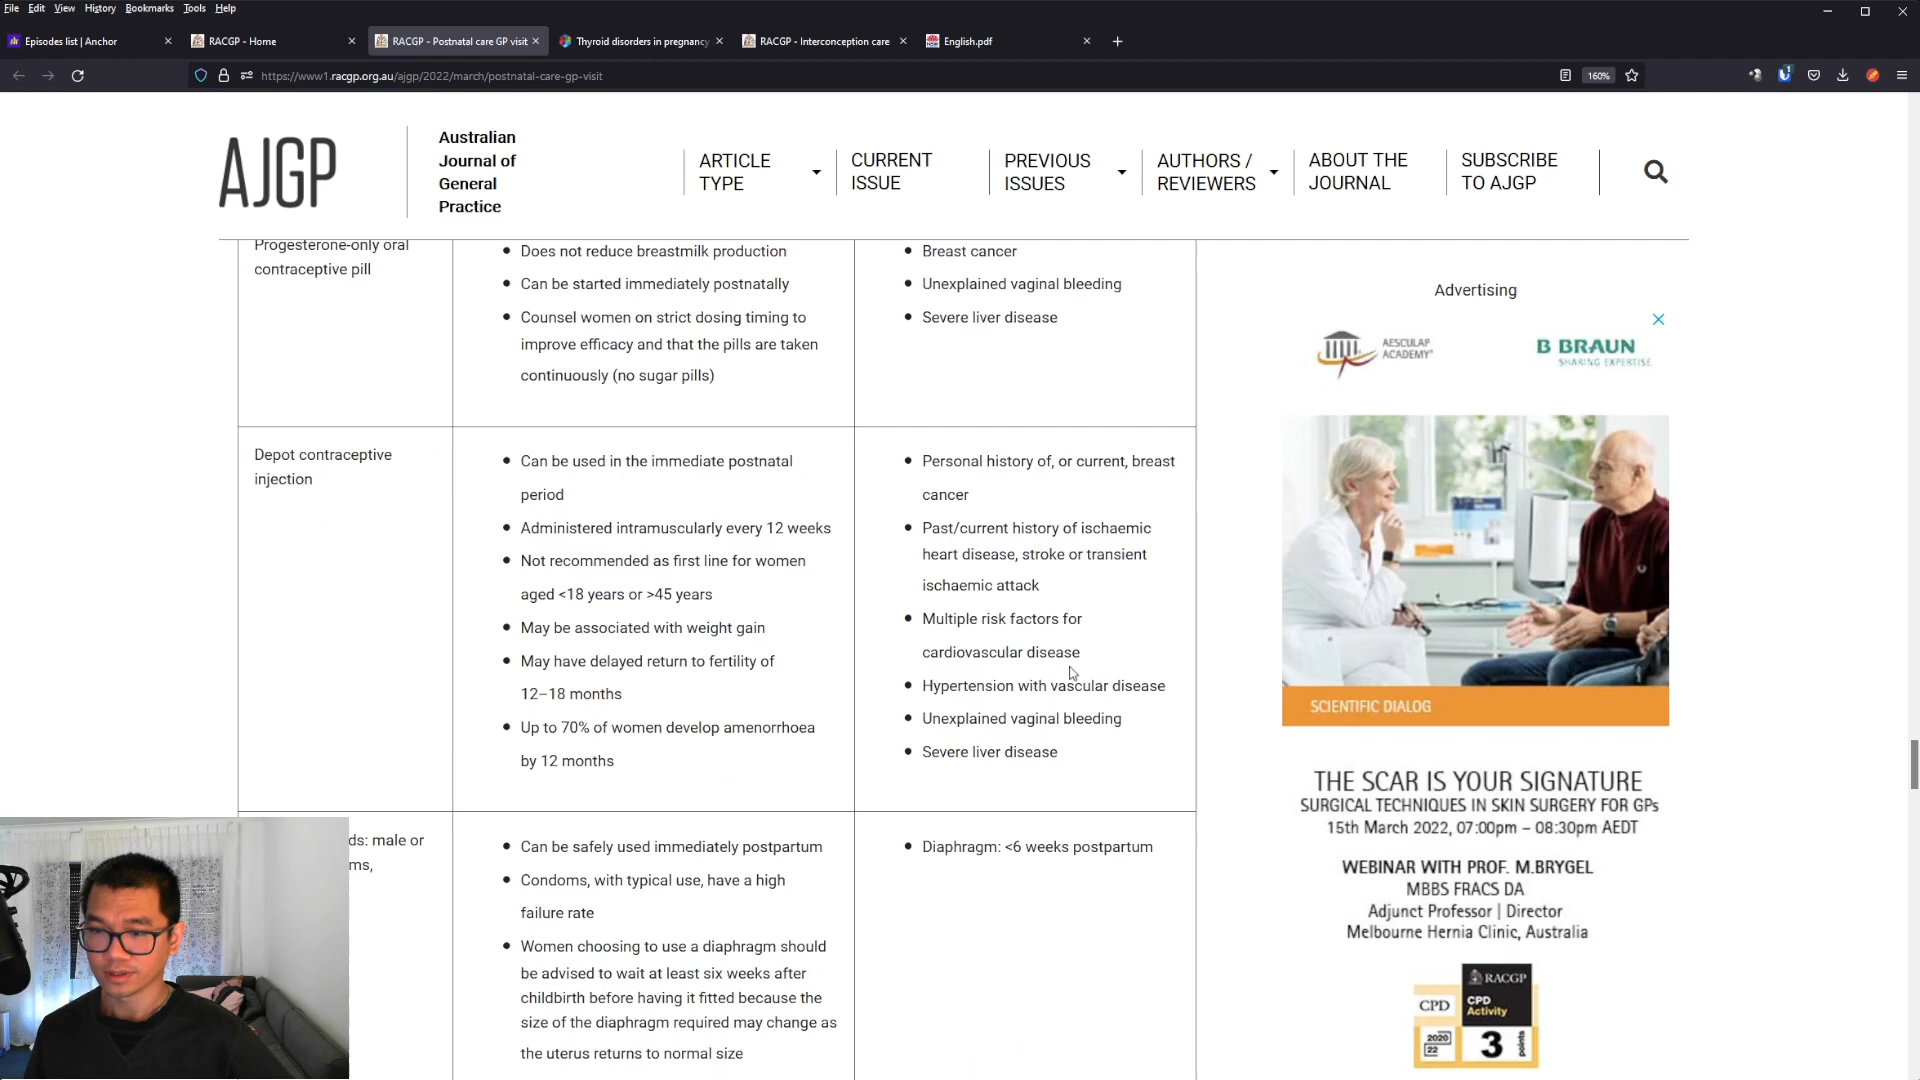 File Edit View History Bookmarks Tools Help
Episodes list | Anchor
RACGP - Home
RACGP - Postnatal care GP visit
Thyroid disorders in pregnancy
RACGP - Interconception care
English.pdf
https://www1.racgp.org.au/ajgp/2022/march/postnatal-care-gp-visit
160%
AJGP
Australian
Journal of
General
Practice
ARTICLE
TYPE
CURRENT
ISSUE
PREVIOUS
ISSUES
AUTHORS /
REVIEWERS
ABOUT THE
JOURNAL
SUBSCRIBE
TO AJGP
Progesterone-only oral
contraceptive pill
• Does not reduce breastmilk production
• Can be started immediately postnatally
• Counsel women on strict dosing timing to
improve efficacy and that the pills are taken
continuously (no sugar pills)
• Breast cancer
• Unexplained vaginal bleeding
• Severe liver disease
Depot contraceptive
injection
• Can be used in the immediate postnatal
period
• Administered intramuscularly every 12 weeks
• Not recommended as first line for women
aged <18 years or >45 years
• May be associated with weight gain
• May have delayed return to fertility of
12–18 months
• Up to 70% of women develop amenorrhoea
by 12 months
• Personal history of, or current, breast
cancer
• Past/current history of ischaemic
heart disease, stroke or transient
ischaemic attack
• Multiple risk factors for
cardiovascular disease
• Hypertension with vascular disease
• Unexplained vaginal bleeding
• Severe liver disease
ds: male or
ms,
• Can be safely used immediately postpartum
• Condoms, with typical use, have a high
failure rate
• Women choosing to use a diaphragm should
be advised to wait at least six weeks after
childbirth before having it fitted because the
size of the diaphragm required may change as
the uterus returns to normal size
• Diaphragm: <6 weeks postpartum
Advertising
AESCULAP
ACADEMY®
B BRAUN
SHARING EXPERTISE
SCIENTIFIC DIALOG
THE SCAR IS YOUR SIGNATURE
SURGICAL TECHNIQUES IN SKIN SURGERY FOR GPs
15th March 2022, 07:00pm – 08:30pm AEDT
WEBINAR WITH PROF. M.BRYGEL
MBBS FRACS DA
Adjunct Professor | Director
Melbourne Hernia Clinic, Australia
RACGP
CPD
CPD
Activity
2020
22
3
points